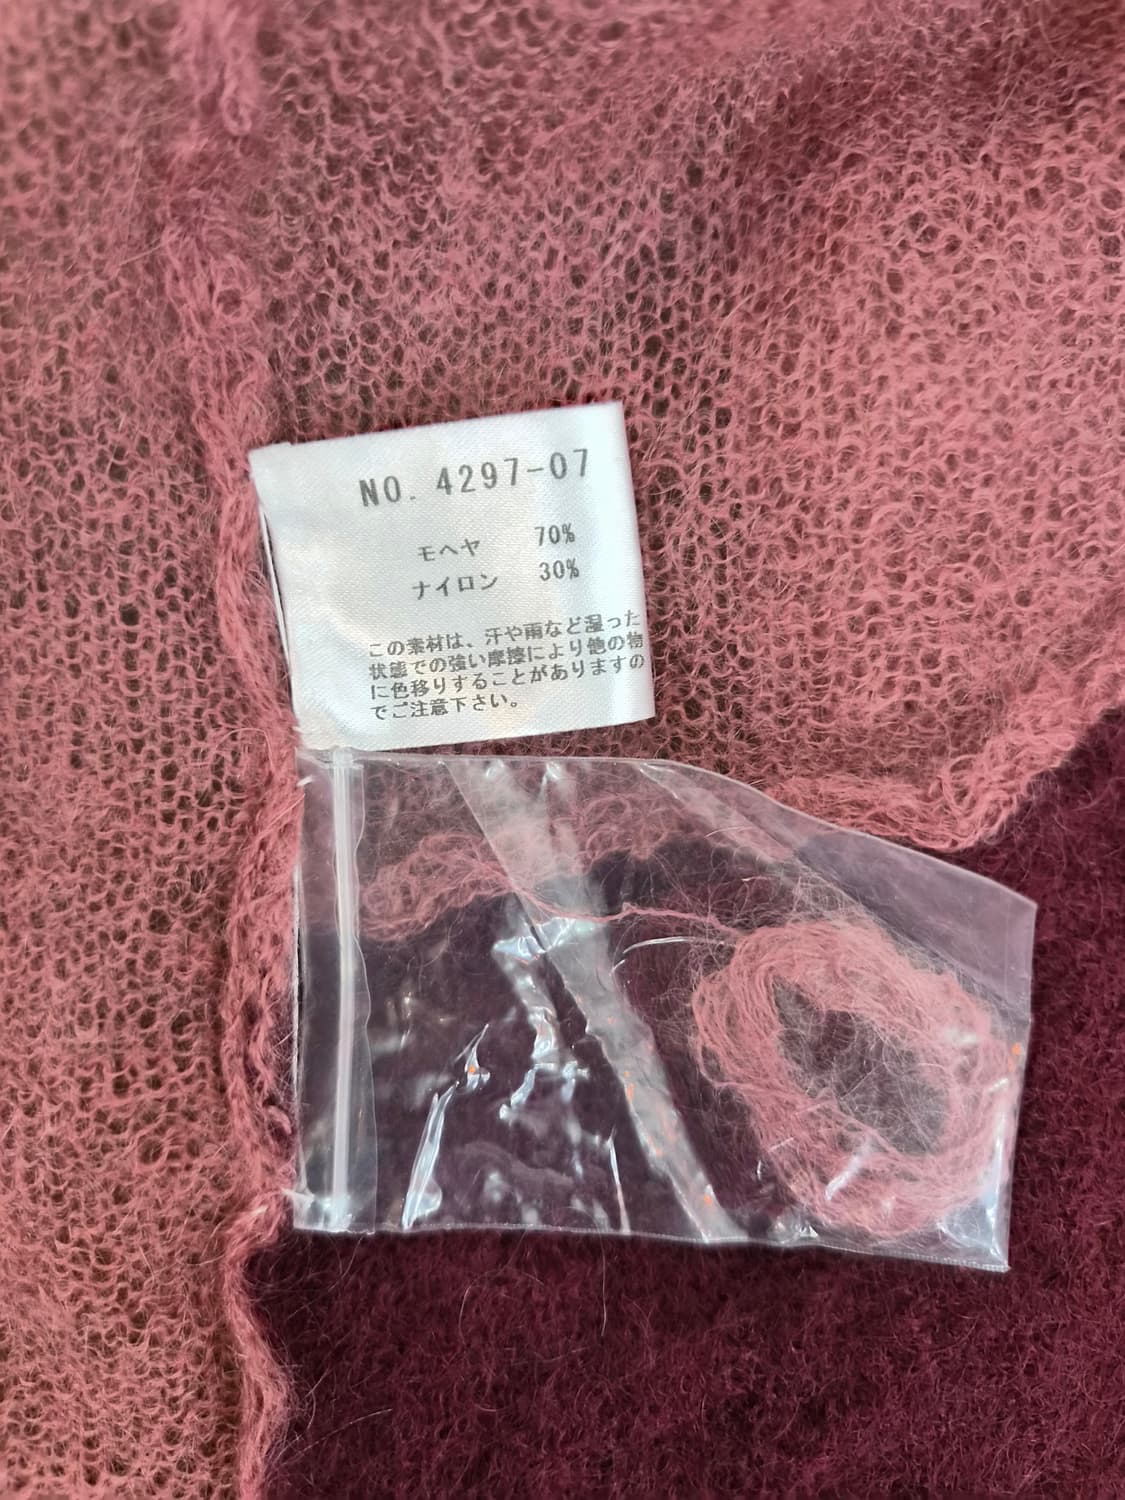 NO. 4297-07
モヘヤ 70%
ナイロン 30%
この素材は、汗や雨など湿った
状態での強い摩擦により他の物
に色移りすることがありますの
でご注意下さい。